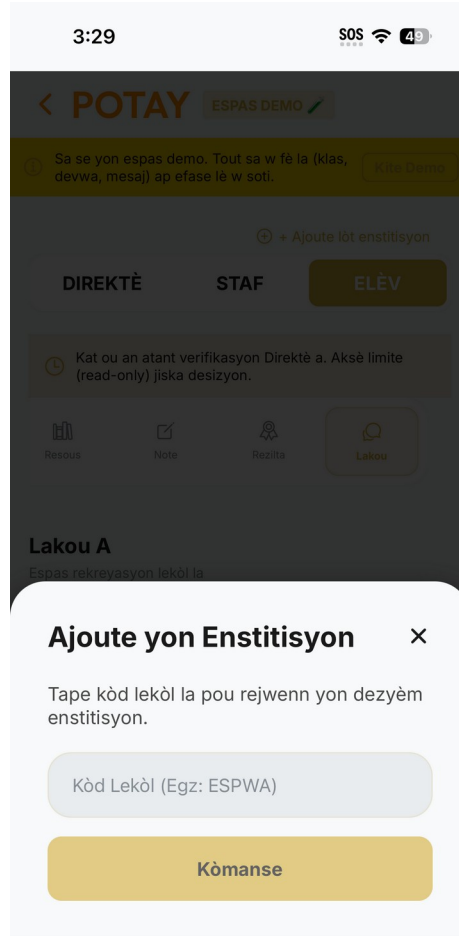 3:29
SOS
49
POTAY
ESPAS DEMO
Sa se yon espas demo. Tout sa w fè la (klas,
devwa, mesaj) ap efase lè w soti.
Kite Demo
+ Ajoute lòt enstitisyon
DIREKTÈ
STAF
ELÈV
Kat ou an atant verifikasyon Direktè a. Aksè limite
(read-only) jiska desizyon.
Resous
Note
Rezilta
Lakou
Lakou A
Espas rekreyasyon lekòl la
Ajoute yon Enstitisyon
Tape kòd lekòl la pou rejwenn yon dezyèm
enstitisyon.
Kòd Lekòl (Egz: ESPWA)
Kòmanse